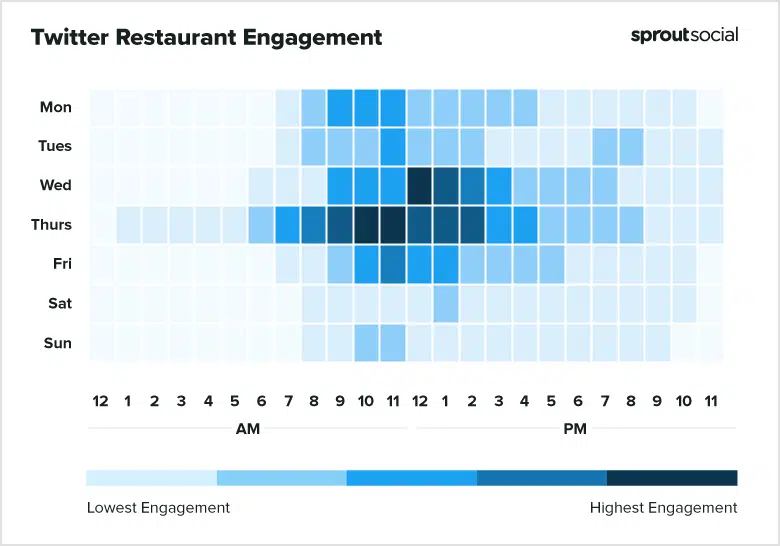 Twitter Restaurant Engagement
sproutsocial
Mon
Tues
Wed
Thurs
Fri
Sat
Sun
12 1 2 3 4 5 6 7 8 9 10 11 12 1 2 3 4 5 6 7 8 9 10 11
AM PM
Lowest Engagement Highest Engagement